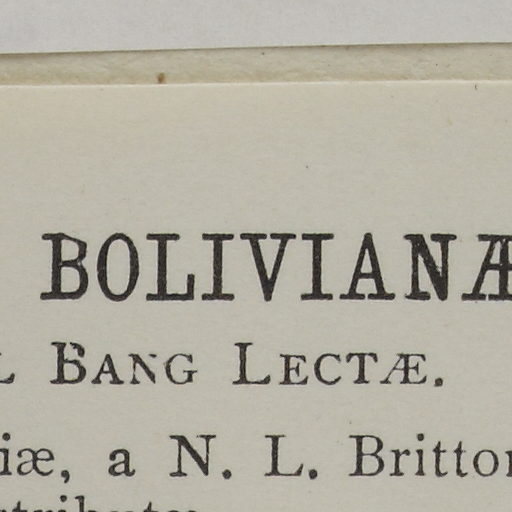 BOLIVIANÆ
BANG LECTÆ.
iæ, a N. L. Britton